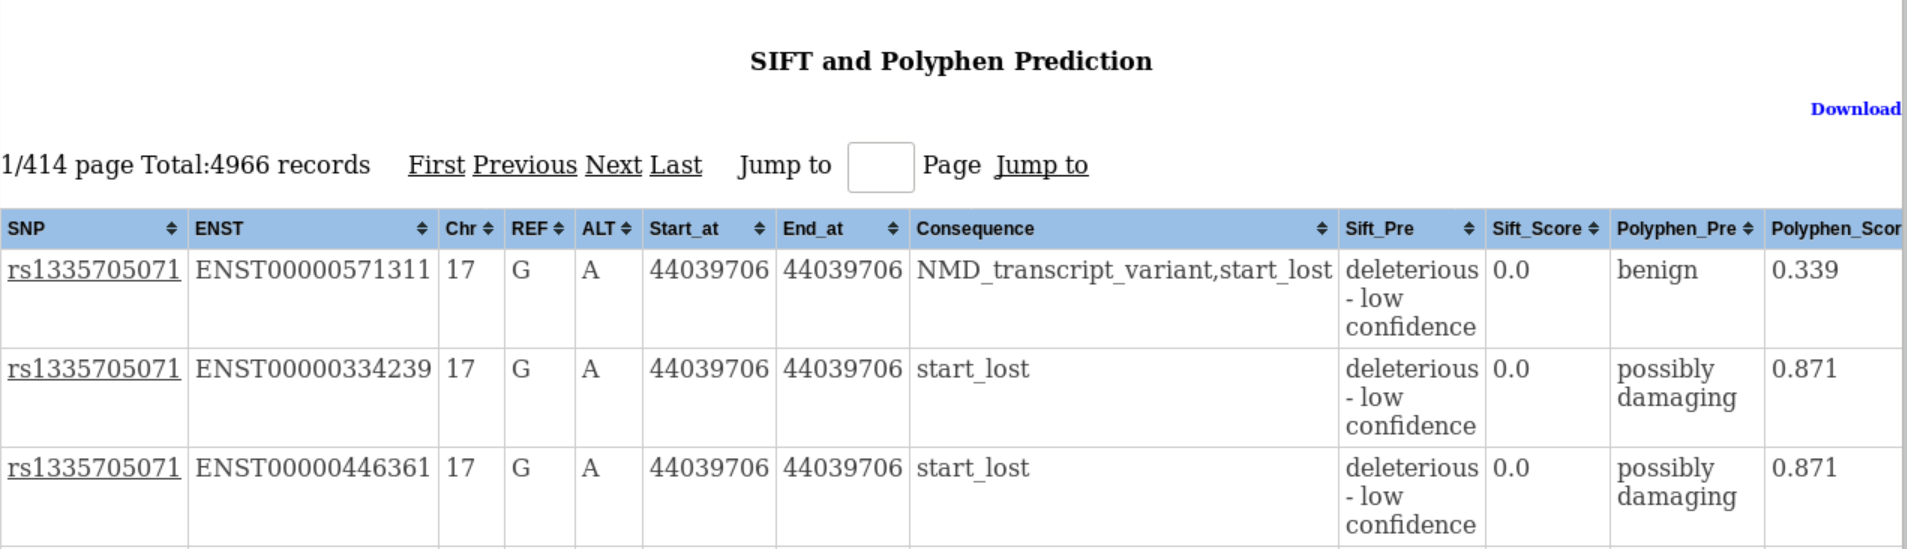 SIFT and Polyphen Prediction
Download
1/414 page Total:4966 records First Previous Next Last Jump to Page Jump to
SNP ENST Chr REF ALT Start_at End_at Consequence Sift_Pre Sift_Score Polyphen_Pre Polyphen_Scor
rs1335705071 ENST00000571311 17 G A 44039706 44039706 NMD_transcript_variant,start_lost deleterious 0.0 benign 0.339
- low
confidence
rs1335705071 ENST00000334239 17 G A 44039706 44039706 start_lost deleterious 0.0 possibly 0.871
- low damaging
confidence
rs1335705071 ENST00000446361 17 G A 44039706 44039706 start_lost deleterious 0.0 possibly 0.871
- low damaging
confidence